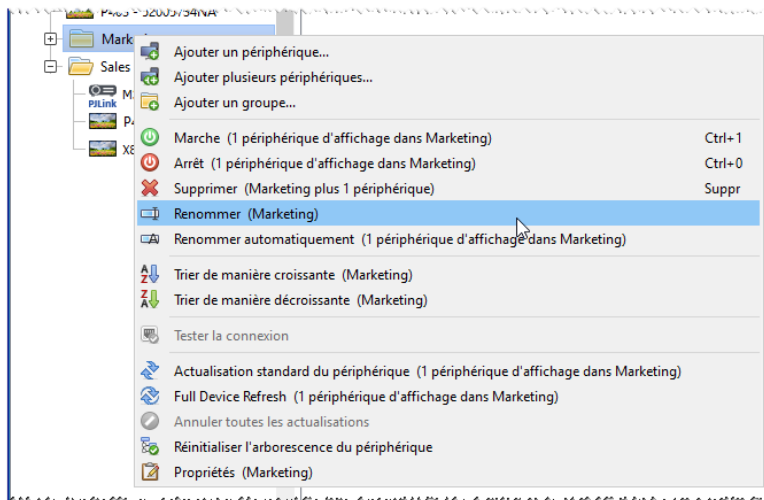 Marke
Sales
PJLink M
P4
X8
Ajouter un périphérique...
Ajouter plusieurs périphériques...
Ajouter un groupe...
Marche (1 périphérique d'affichage dans Marketing) Ctrl+1
Arrêt (1 périphérique d'affichage dans Marketing) Ctrl+0
Supprimer (Marketing plus 1 périphérique) Suppr
Renommer (Marketing)
Renommer automatiquement (1 périphérique d'affichage dans Marketing)
Trier de manière croissante (Marketing)
Trier de manière décroissante (Marketing)
Tester la connexion
Actualisation standard du périphérique (1 périphérique d'affichage dans Marketing)
Full Device Refresh (1 périphérique d'affichage dans Marketing)
Annuler toutes les actualisations
Réinitialiser l'arborescence du périphérique
Propriétés (Marketing)